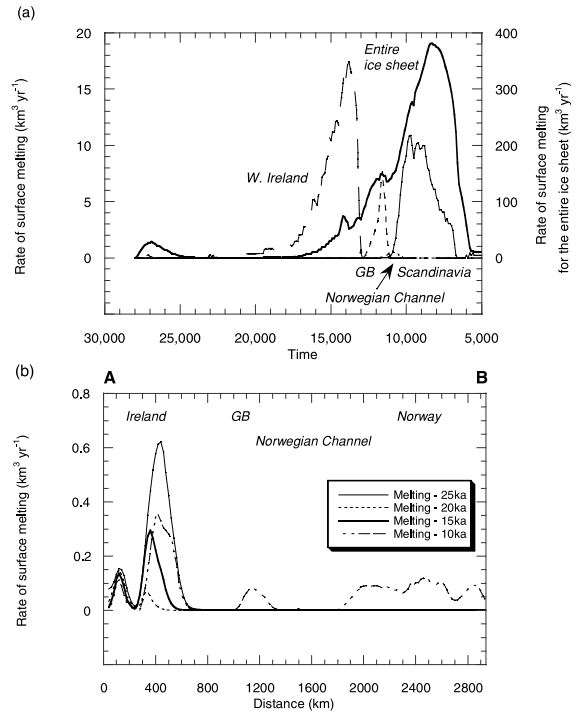 (a)
20
15
10
5
0
400
300
200
100
0
Rate of surface melting (km³ yr⁻¹)
Rate of surface melting
for the entire ice sheet (km³ yr⁻¹)
Entire
ice sheet
W. Ireland
GB Scandinavia
Norwegian Channel
30,000 25,000 20,000 15,000 10,000 5,000
Time
(b)
A B
0.8
0.6
0.4
0.2
0
Rate of surface melting (km³ yr⁻¹)
Ireland GB Norway
Norwegian Channel
Melting - 25ka
Melting - 20ka
Melting - 15ka
Melting - 10ka
0 400 800 1200 1600 2000 2400 2800
Distance (km)